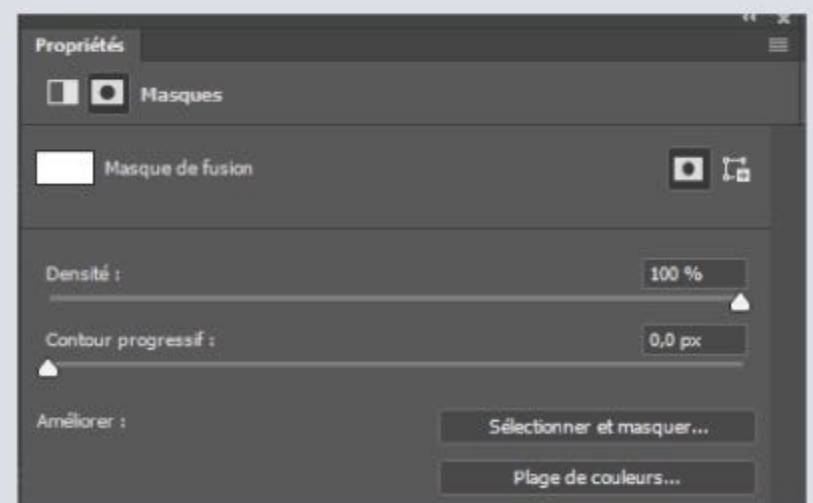 Propriétés
Masques
Masque de fusion
Densité : 100 %
Contour progressif : 0,0 px
Améliorer : Sélectionner et masquer...
Plage de couleurs...